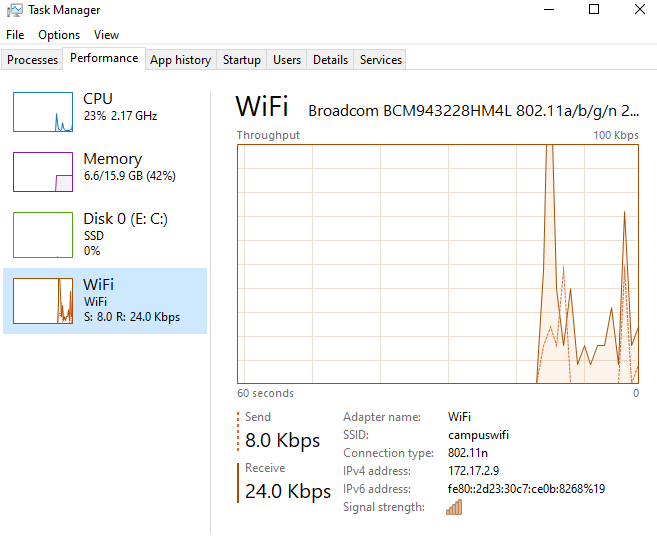 Task Manager
File Options View
Processes Performance App history Startup Users Details Services
CPU
23% 2.17 GHz
Memory
6.6/15.9 GB (42%)
Disk 0 (E: C:)
SSD
0%
WiFi
WiFi
S: 8.0 R: 24.0 Kbps
WiFi Broadcom BCM943228HM4L 802.11a/b/g/n 2...
Throughput 100 Kbps
60 seconds 0
Send
8.0 Kbps
Receive
24.0 Kbps
Adapter name: WiFi
SSID: campuswifi
Connection type: 802.11n
IPv4 address: 172.17.2.9
IPv6 address: fe80::2d23:30c7:ce0b:8268%19
Signal strength: